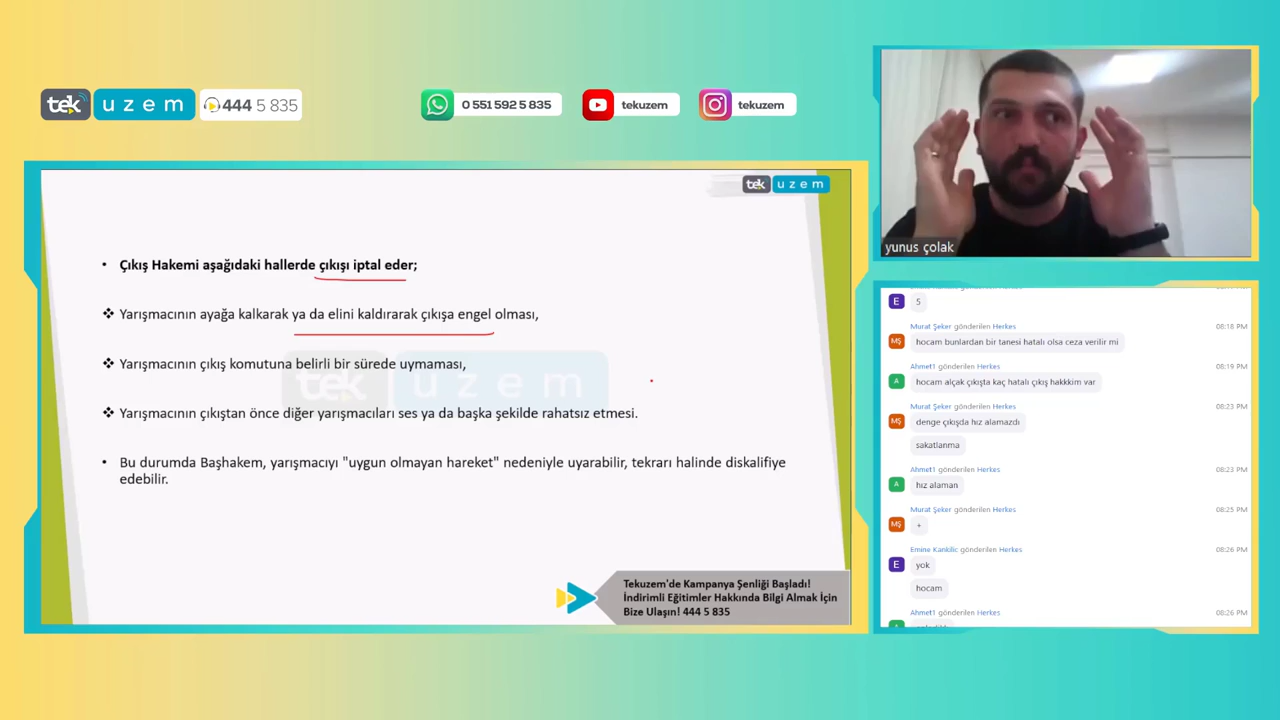 tek uzem 444 5 835
0 551 592 5 835
tekuzem
tekuzem
tek uzem
• Çıkış Hakemi aşağıdaki hallerde çıkışı iptal eder;
❖ Yarışmacının ayağa kalkarak ya da elini kaldırarak çıkışa engel olması,
❖ Yarışmacının çıkış komutuna belirli bir sürede uymaması,
tek uzem
❖ Yarışmacının çıkıştan önce diğer yarışmacıları ses ya da başka şekilde rahatsız etmesi.
• Bu durumda Başhakem, yarışmacıyı "uygun olmayan hareket" nedeniyle uyarabilir, tekrarı halinde diskalifiye
edebilir.
Tekuzem'de Kampanya Şenliği Başladı!
İndirimli Eğitimler Hakkında Bilgi Almak İçin
Bize Ulaşın! 444 5 835
yunus çolak
E 5
Murat Şeker gönderilen Herkes 08:18 PM
MŞ hocam bunlardan bir tanesi hatalı olsa ceza verilir mi
Ahmet1 gönderilen Herkes 08:19 PM
A hocam alçak çıkışta kaç hatalı çıkış hakkkim var
Murat Şeker gönderilen Herkes 08:23 PM
MŞ denge çıkışda hız alamazdı
sakatlanma
Ahmet1 gönderilen Herkes 08:23 PM
A hız alaman
Murat Şeker gönderilen Herkes 08:25 PM
MŞ +
Emine Kankilic gönderilen Herkes 08:26 PM
E yok
hocam
Ahmet1 gönderilen Herkes 08:26 PM
A